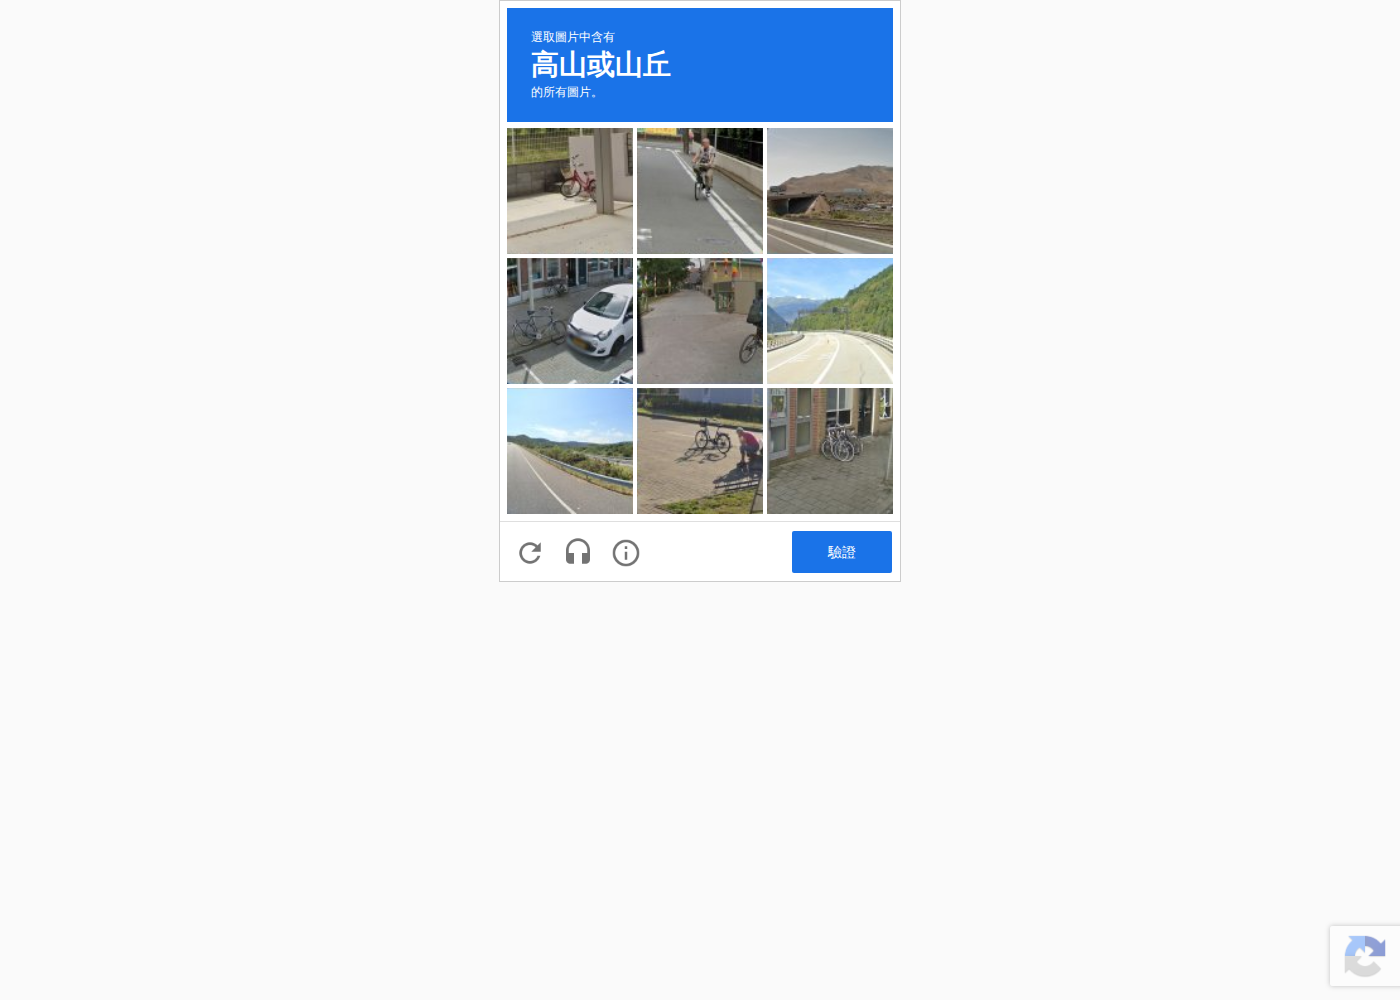 選取圖片中含有
高山或山丘
的所有圖片。
驗證